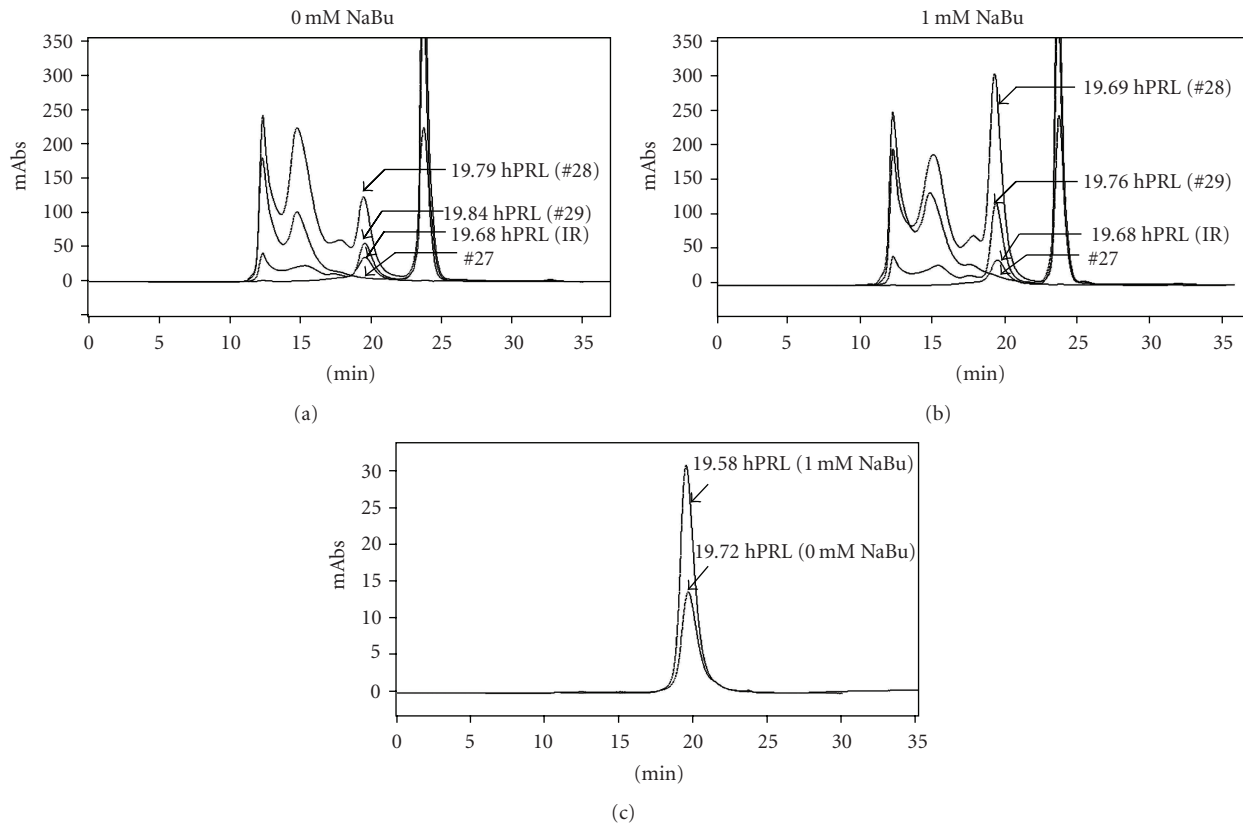 0 mM NaBu
350
300
250
200
150
100
50
0
mAbs
19.79 hPRL (#28)
19.84 hPRL (#29)
19.68 hPRL (IR)
#27
0 5 10 15 20 25 30 35
(min)
(a)
1 mM NaBu
350
300
250
200
150
100
50
0
mAbs
19.69 hPRL (#28)
19.76 hPRL (#29)
19.68 hPRL (IR)
#27
0 5 10 15 20 25 30 35
(min)
(b)
30
25
20
15
10
5
0
mAbs
19.58 hPRL (1 mM NaBu)
19.72 hPRL (0 mM NaBu)
0 5 10 15 20 25 30 35
(min)
(c)